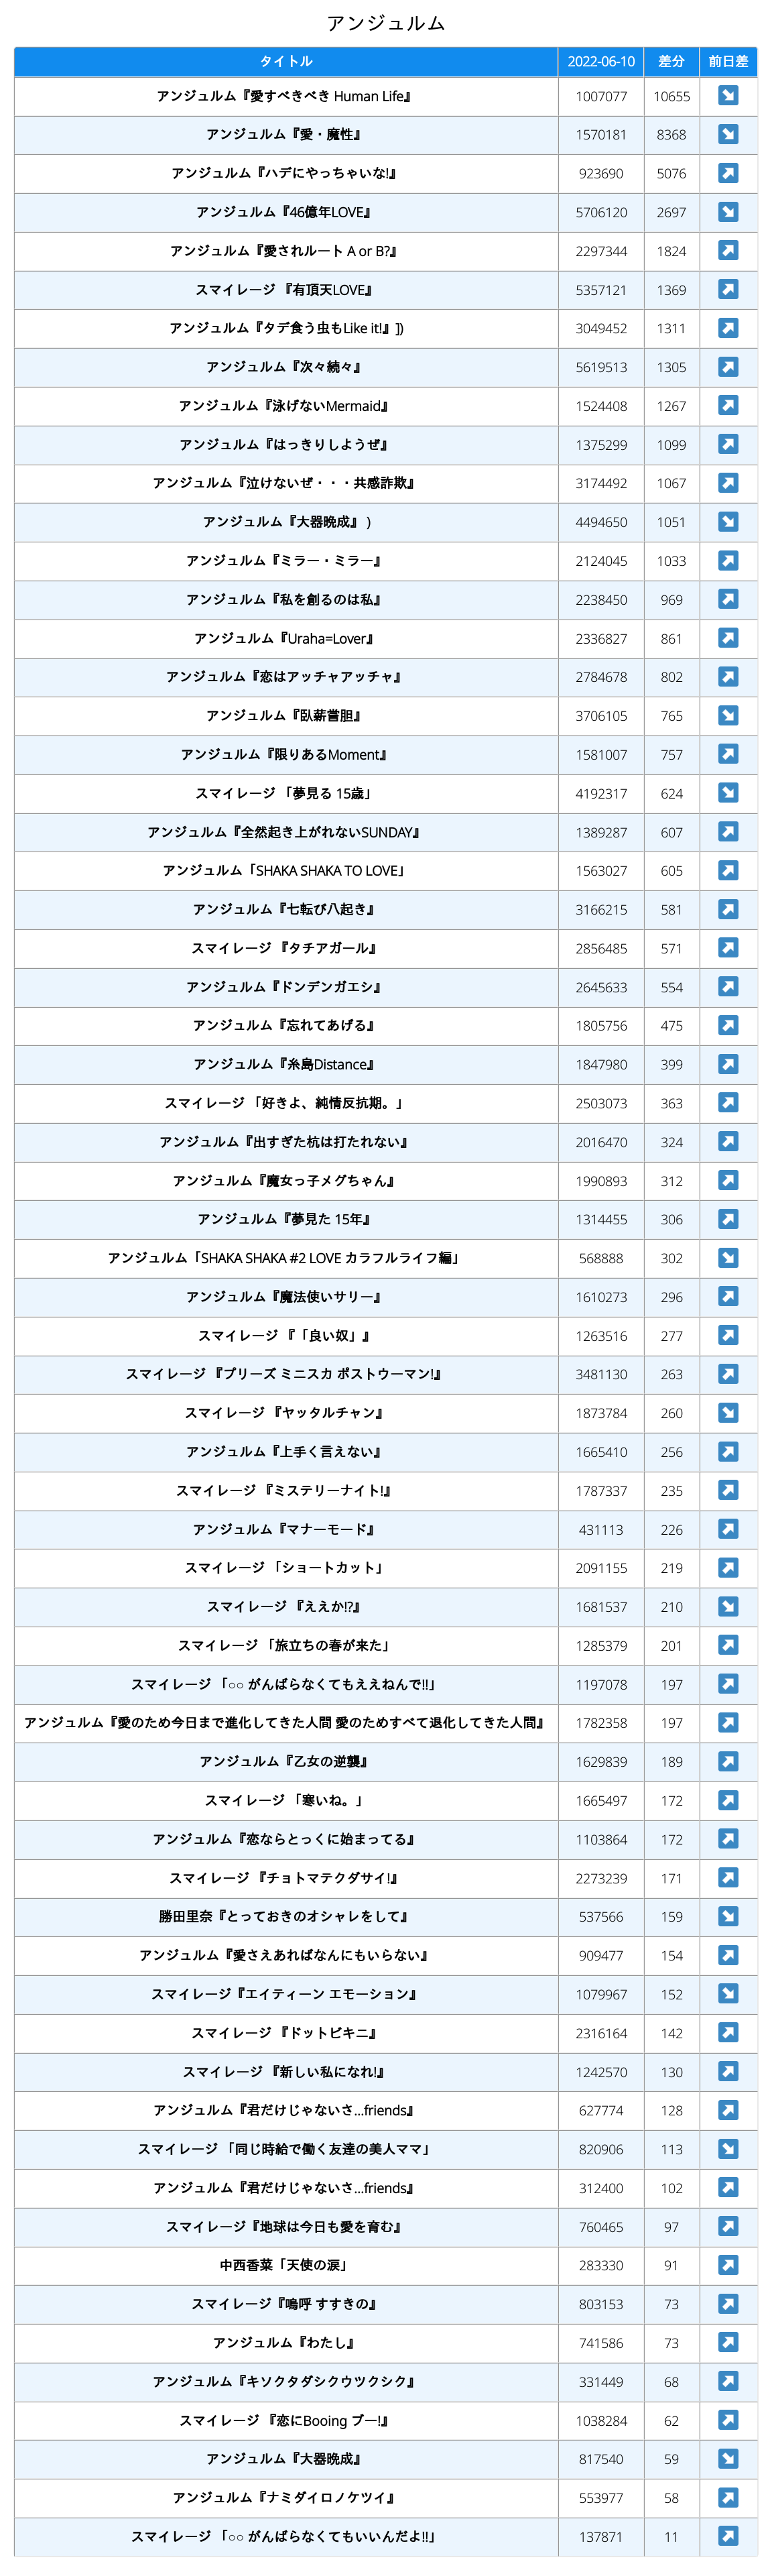 アンジュルム
タイトル 2022-06-10 差分 前日差
アンジュルム『愛すべきべき Human Life』 1007077 10655 ↘
アンジュルム『愛・魔性』 1570181 8368 ↘
アンジュルム『ハデにやっちゃいな!』 923690 5076 ↗
アンジュルム『46億年LOVE』 5706120 2697 ↘
アンジュルム『愛されルート A or B?』 2297344 1824 ↗
スマイレージ 『有頂天LOVE』 5357121 1369 ↗
アンジュルム『タデ食う虫もLike it!』]) 3049452 1311 ↗
アンジュルム『次々続々』 5619513 1305 ↗
アンジュルム『泳げないMermaid』 1524408 1267 ↗
アンジュルム『はっきりしようぜ』 1375299 1099 ↗
アンジュルム『泣けないぜ・・・共感詐欺』 3174492 1067 ↗
アンジュルム『大器晩成』 ) 4494650 1051 ↘
アンジュルム『ミラー・ミラー』 2124045 1033 ↗
アンジュルム『私を創るのは私』 2238450 969 ↗
アンジュルム『Uraha=Lover』 2336827 861 ↗
アンジュルム『恋はアッチャアッチャ』 2784678 802 ↗
アンジュルム『臥薪嘗胆』 3706105 765 ↘
アンジュルム『限りあるMoment』 1581007 757 ↗
スマイレージ 「夢見る 15歳」 4192317 624 ↘
アンジュルム『全然起き上がれないSUNDAY』 1389287 607 ↗
アンジュルム「SHAKA SHAKA TO LOVE」 1563027 605 ↗
アンジュルム『七転び八起き』 3166215 581 ↗
スマイレージ 『タチアガール』 2856485 571 ↗
アンジュルム『ドンデンガエシ』 2645633 554 ↗
アンジュルム『忘れてあげる』 1805756 475 ↗
アンジュルム『糸島Distance』 1847980 399 ↗
スマイレージ 「好きよ、純情反抗期。」 2503073 363 ↗
アンジュルム『出すぎた杭は打たれない』 2016470 324 ↗
アンジュルム『魔女っ子メグちゃん』 1990893 312 ↗
アンジュルム『夢見た 15年』 1314455 306 ↗
アンジュルム「SHAKA SHAKA #2 LOVE カラフルライフ編」 568888 302 ↘
アンジュルム『魔法使いサリー』 1610273 296 ↗
スマイレージ 『「良い奴」』 1263516 277 ↗
スマイレージ 『プリーズ ミニスカ ポストウーマン!』 3481130 263 ↗
スマイレージ 『ヤッタルチャン』 1873784 260 ↘
アンジュルム『上手く言えない』 1665410 256 ↗
スマイレージ 『ミステリーナイト!』 1787337 235 ↗
アンジュルム『マナーモード』 431113 226 ↗
スマイレージ 「ショートカット」 2091155 219 ↗
スマイレージ 『ええか!?』 1681537 210 ↘
スマイレージ 「旅立ちの春が来た」 1285379 201 ↗
スマイレージ 「○○ がんばらなくてもええねんで!!」 1197078 197 ↗
アンジュルム『愛のため今日まで進化してきた人間 愛のためすべて退化してきた人間』 1782358 197 ↗
アンジュルム『乙女の逆襲』 1629839 189 ↗
スマイレージ 「寒いね。」 1665497 172 ↗
アンジュルム『恋ならとっくに始まってる』 1103864 172 ↗
スマイレージ 『チョトマテクダサイ!』 2273239 171 ↗
勝田里奈『とっておきのオシャレをして』 537566 159 ↘
アンジュルム『愛さえあればなんにもいらない』 909477 154 ↗
スマイレージ『エイティーン エモーション』 1079967 152 ↘
スマイレージ 『ドットビキニ』 2316164 142 ↗
スマイレージ 『新しい私になれ!』 1242570 130 ↗
アンジュルム『君だけじゃないさ...friends』 627774 128 ↗
スマイレージ 「同じ時給で働く友達の美人ママ」 820906 113 ↘
アンジュルム『君だけじゃないさ...friends』 312400 102 ↗
スマイレージ『地球は今日も愛を育む』 760465 97 ↗
中西香菜「天使の涙」 283330 91 ↗
スマイレージ『嗚呼 すすきの』 803153 73 ↗
アンジュルム『わたし』 741586 73 ↗
アンジュルム『キソクタダシクウツクシク』 331449 68 ↗
スマイレージ 『恋にBooing ブー!』 1038284 62 ↗
アンジュルム『大器晩成』 817540 59 ↘
アンジュルム『ナミダイロノケツイ』 553977 58 ↗
スマイレージ 「○○ がんばらなくてもいいんだよ!!」 137871 11 ↗